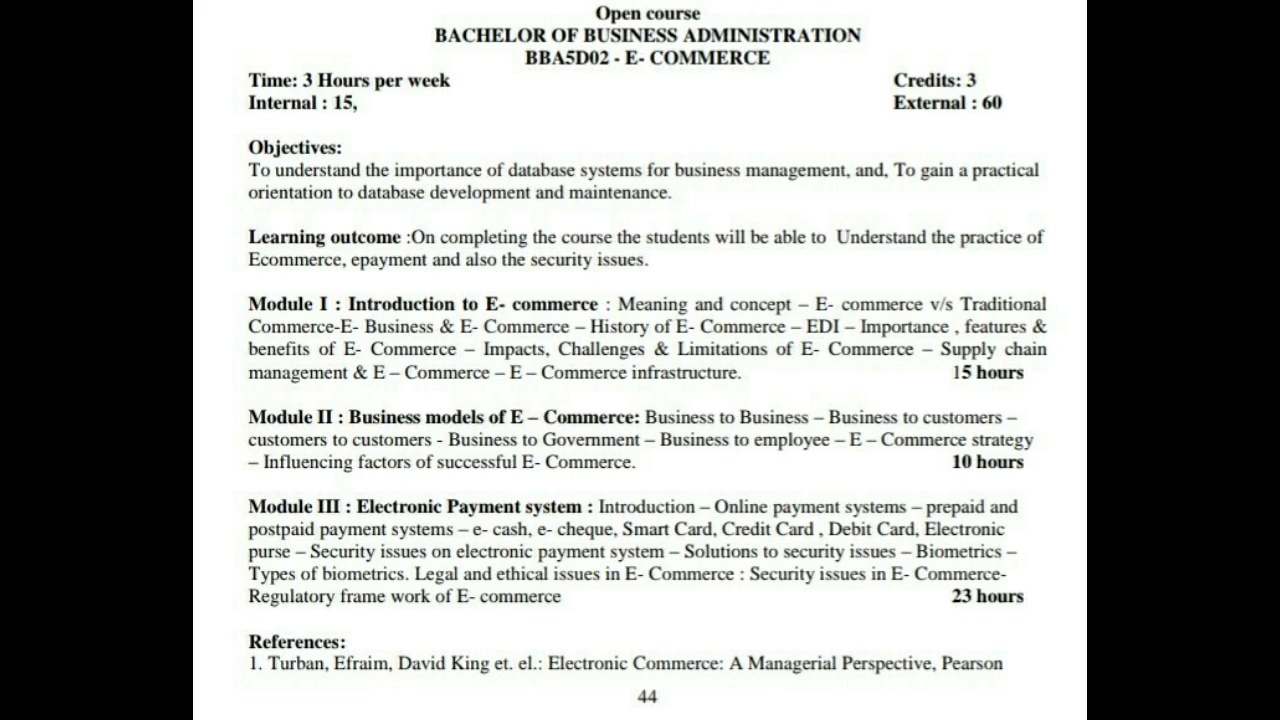 Open course
BACHELOR OF BUSINESS ADMINISTRATION
BBA5D02 - E- COMMERCE
Time: 3 Hours per week Credits: 3
Internal : 15, External : 60
Objectives:
To understand the importance of database systems for business management, and, To gain a practical
orientation to database development and maintenance.
Learning outcome :On completing the course the students will be able to Understand the practice of
Ecommerce, epayment and also the security issues.
Module I : Introduction to E- commerce : Meaning and concept – E- commerce v/s Traditional
Commerce-E- Business & E- Commerce – History of E- Commerce – EDI – Importance , features &
benefits of E- Commerce – Impacts, Challenges & Limitations of E- Commerce – Supply chain
management & E – Commerce – E – Commerce infrastructure. 15 hours
Module II : Business models of E – Commerce: Business to Business – Business to customers –
customers to customers - Business to Government – Business to employee – E – Commerce strategy
– Influencing factors of successful E- Commerce. 10 hours
Module III : Electronic Payment system : Introduction – Online payment systems – prepaid and
postpaid payment systems – e- cash, e- cheque, Smart Card, Credit Card , Debit Card, Electronic
purse – Security issues on electronic payment system – Solutions to security issues – Biometrics –
Types of biometrics. Legal and ethical issues in E- Commerce : Security issues in E- Commerce-
Regulatory frame work of E- commerce 23 hours
References:
1. Turban, Efraim, David King et. el.: Electronic Commerce: A Managerial Perspective, Pearson
44